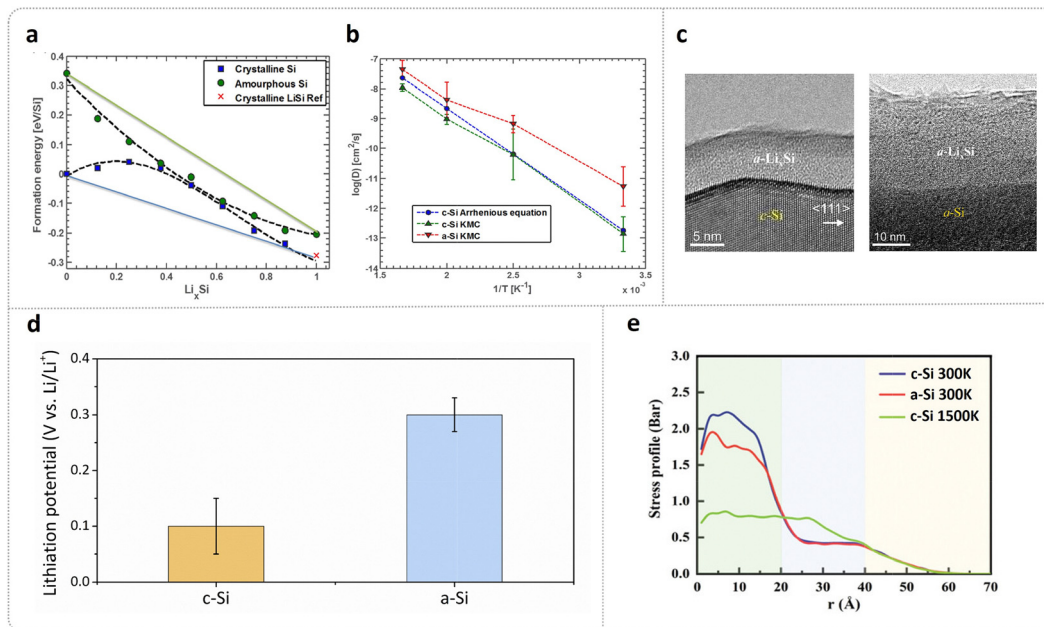 a
Formation energy [eV/Si]
0.4
0.3
0.2
0.1
0
-0.1
-0.2
-0.3
0
0.2
0.4
0.6
0.8
1
LixSi
Crystalline Si
Amourphous Si
Crystalline LiSi Ref
b
log(D) [cm²/s]
-7
-8
-9
-10
-11
-12
-13
-14
1.5
2
2.5
3
3.5
1/T [K⁻¹]
x 10⁻³
c-Si Arrhenious equation
c-Si KMC
a-Si KMC
c
a-LixSi
c-Si
<111>
5 nm
a-LixSi
a-Si
10 nm
d
Lithiation potential (V vs. Li/Li⁺)
0.4
0.3
0.2
0.1
0.0
c-Si
a-Si
e
Stress profile (Bar)
3.0
2.5
2.0
1.5
1.0
0.5
0.0
0
10
20
30
40
50
60
70
r (Å)
c-Si 300K
a-Si 300K
c-Si 1500K